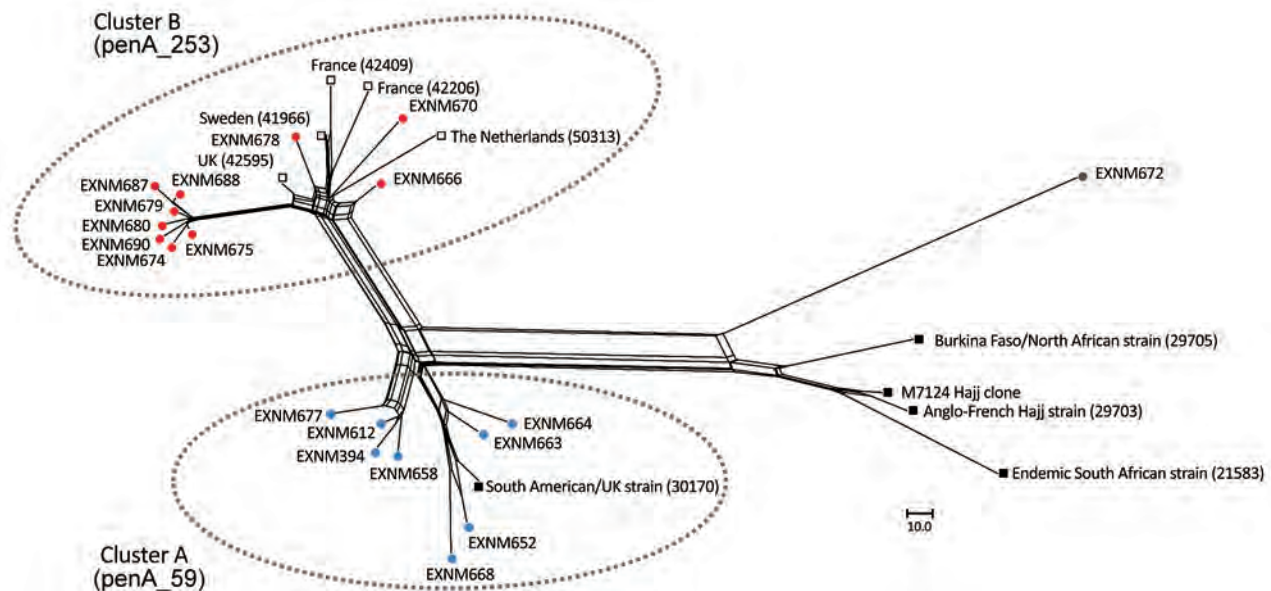 Cluster B
(penA_253)
France (42409)
France (42206)
EXNM670
Sweden (41966)
EXNM678
The Netherlands (50313)
UK (42595)
EXNM687
EXNM688
EXNM666
EXNM679
EXNM680
EXNM690
EXNM675
EXNM674
EXNM672
Burkina Faso/North African strain (29705)
M7124 Hajj clone
Anglo-French Hajj strain (29703)
Endemic South African strain (21583)
10.0
EXNM677
EXNM612
EXNM394
EXNM658
EXNM664
EXNM663
South American/UK strain (30170)
EXNM652
EXNM668
Cluster A
(penA_59)